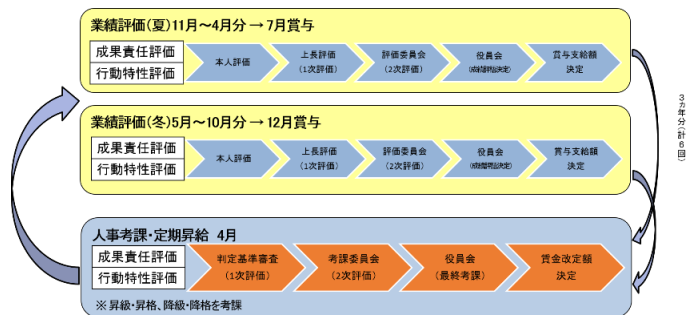 業績評価(夏)11月～4月分 → 7月賞与
成果責任評価
行動特性評価
本人評価
上長評価
(1次評価)
評価委員会
(2次評価)
役員会
賞与支給額
決定
業績評価(冬)5月～10月分 → 12月賞与
成果責任評価
行動特性評価
本人評価
上長評価
(1次評価)
評価委員会
(2次評価)
役員会
賞与支給額
決定
3ヵ年分(計6回)
人事考課・定期昇給 4月
成果責任評価
行動特性評価
判定基準審査
(1次評価)
考課委員会
(2次評価)
役員会
(最終考課)
賃金改定額
決定
※ 昇級・昇格、降級・降格を考課